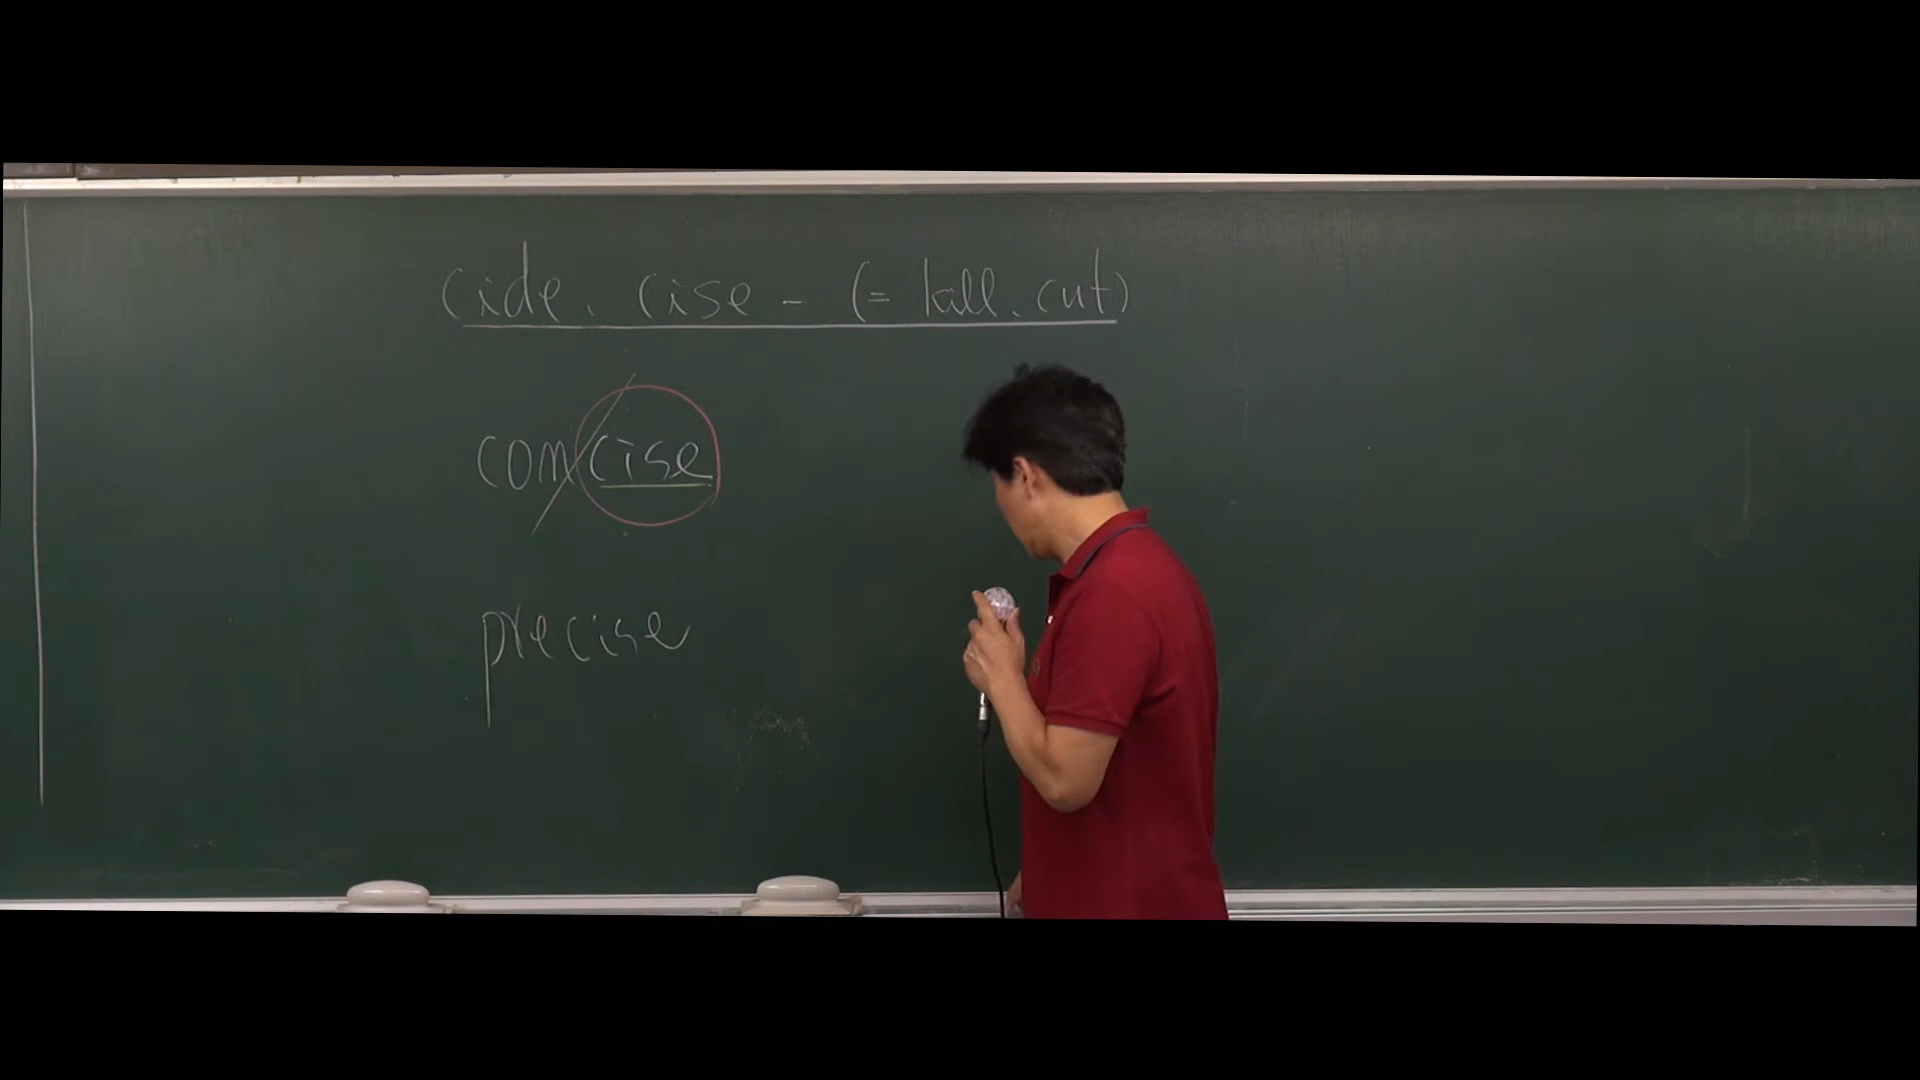 cide. cise - (= kill. cut)
concise
precise